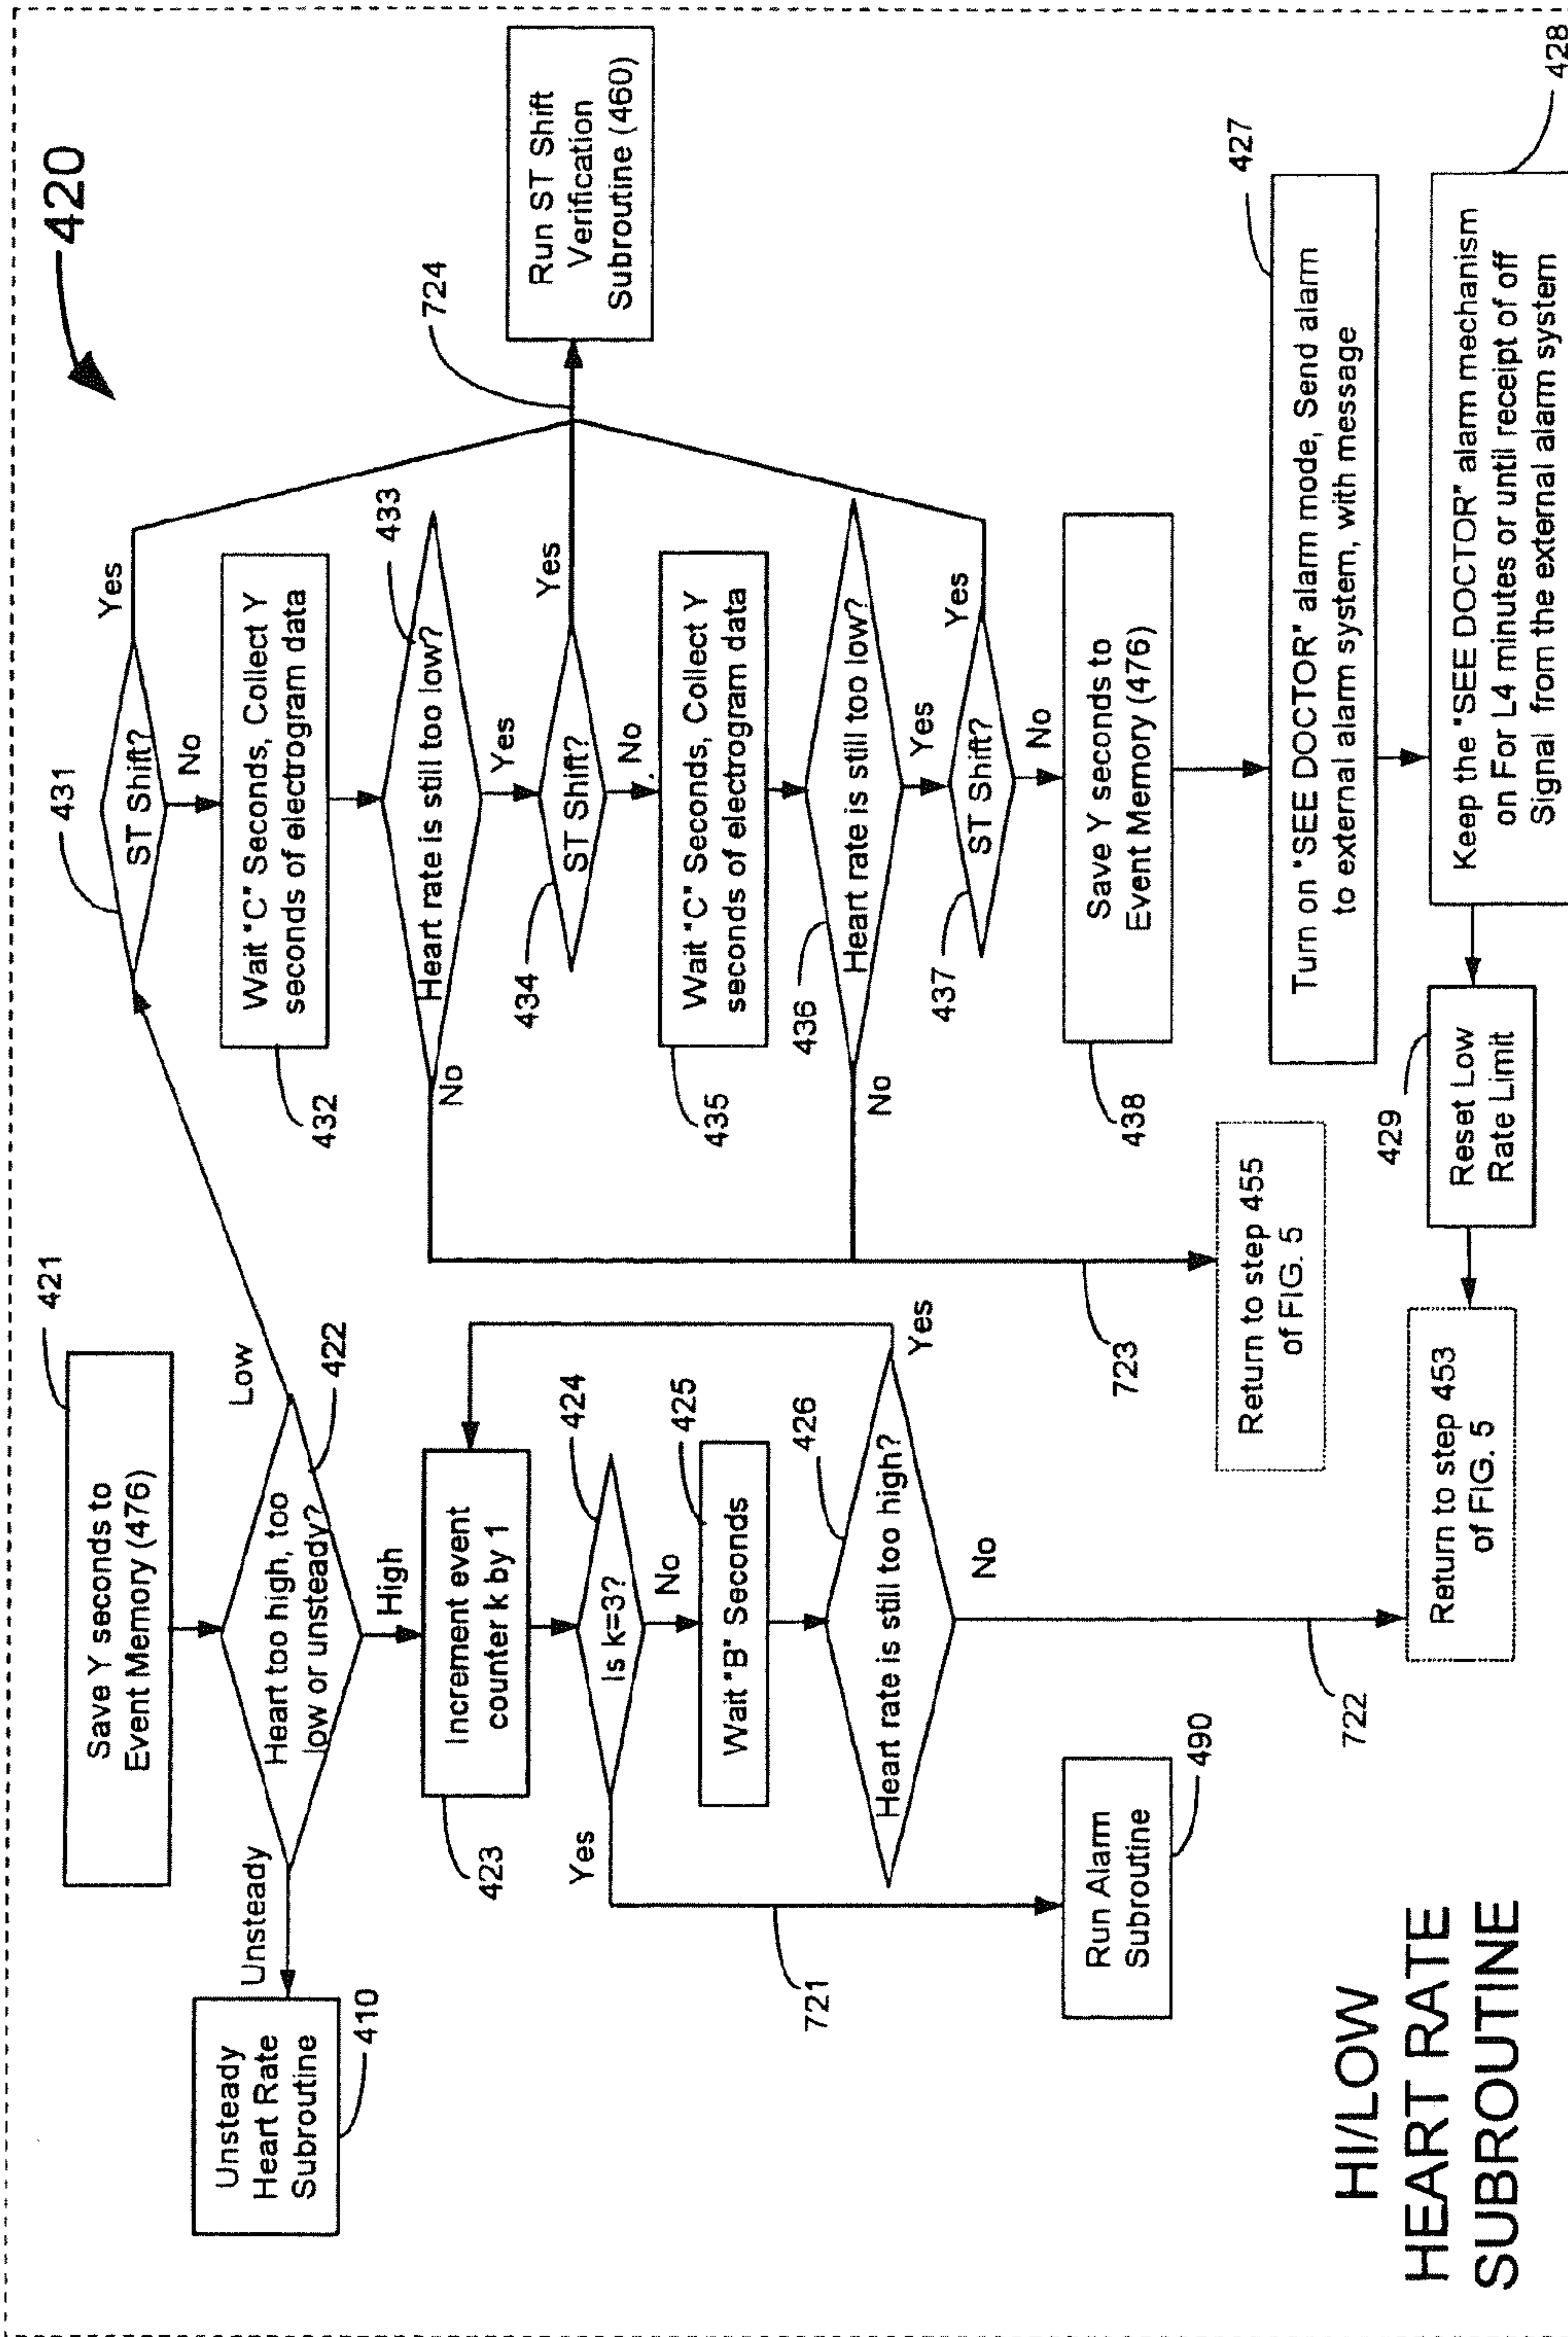 420
421
Save Y seconds to
Event Memory (476)
Unsteady
Heart Rate
Subroutine
410
Unsteady
Heart too high, too
low or unsteady?
422
Low
High
Increment event
counter k by 1
423
424
Is k=3?
Yes
No
425
Wait "B" Seconds
426
Heart rate is still too high?
Yes
No
721
Run Alarm
Subroutine
490
722
Return to step 453
of FIG. 5
431
ST Shift?
Yes
No
Wait "C" Seconds, Collect Y
seconds of electrogram data
432
433
Heart rate is still too low?
No
Yes
434
ST Shift?
Yes
No
724
Run ST Shift
Verification
Subroutine (460)
Wait "C" Seconds, Collect Y
seconds of electrogram data
435
436
Heart rate is still too low?
No
Yes
437
ST Shift?
Yes
No
Save Y seconds to
Event Memory (476)
438
723
Return to step 455
of FIG. 5
427
Turn on "SEE DOCTOR" alarm mode, Send alarm
to external alarm system, with message
Keep the "SEE DOCTOR" alarm mechanism
on For L4 minutes or until receipt of off
Signal from the external alarm system
428
429
Reset Low
Rate Limit
HI/LOW
HEART RATE
SUBROUTINE